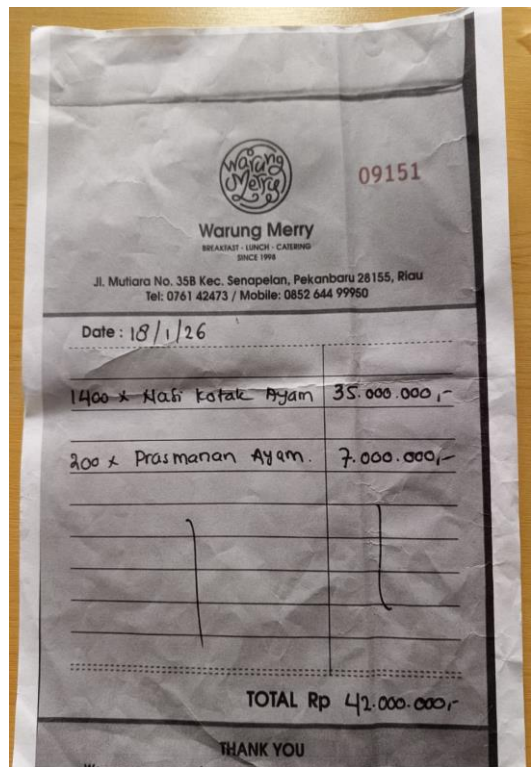 Warung
Merry
09151
Warung Merry
BREAKFAST - LUNCH - CATERING
SINCE 1998
Jl. Mutiara No. 35B Kec. Senapelan, Pekanbaru 28155, Riau
Tel: 0761 42473 / Mobile: 0852 644 99950
Date : 18/1/26
1400 x Nasi Kotak Ayam 35.000.000,-
200 x Prasmanan Ayam. 7.000.000,-
TOTAL Rp 42.000.000,-
THANK YOU